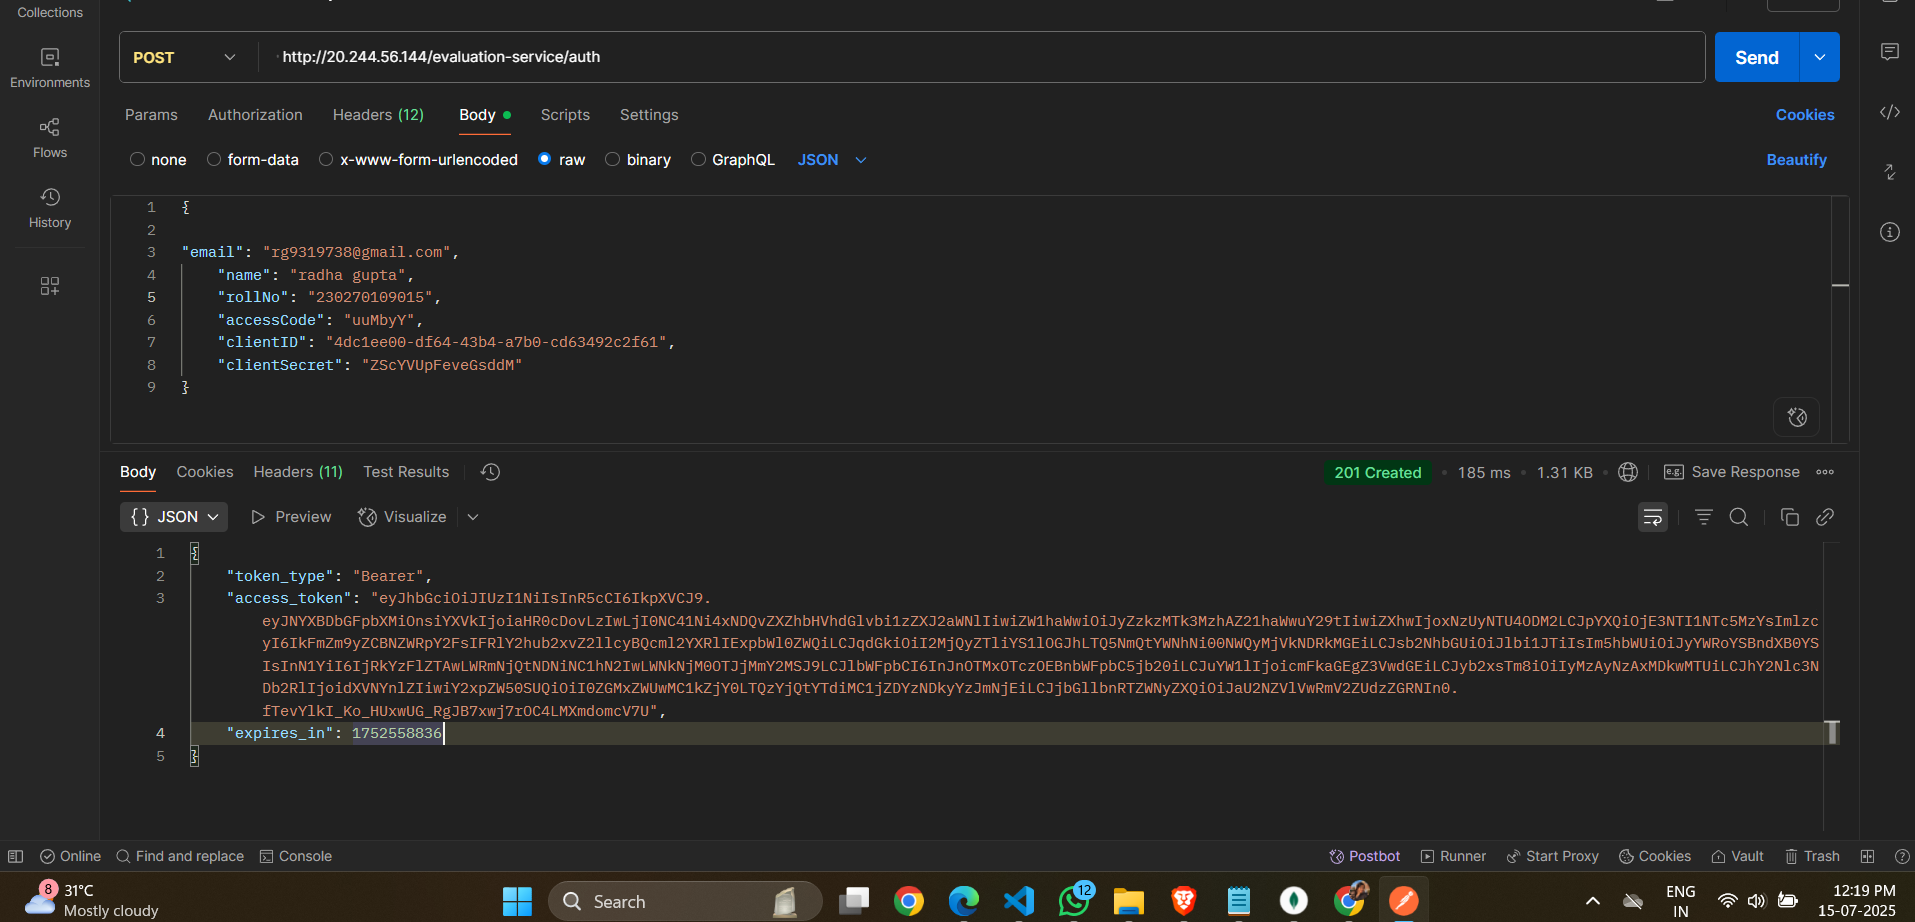 Collections
POST
http://20.244.56.144/evaluation-service/auth
Send
Environments
Params Authorization Headers (12) Body Scripts Settings
Cookies
Flows
none form-data x-www-form-urlencoded raw binary GraphQL JSON
Beautify
History
1 {
2
3 "email": "rg9319738@gmail.com",
4 "name": "radha gupta",
5 "rollNo": "230270109015",
6 "accessCode": "uuMbyY",
7 "clientID": "4dc1ee00-df64-43b4-a7b0-cd63492c2f61",
8 "clientSecret": "ZScYVUpFeveGsddM"
9 }
Body Cookies Headers (11) Test Results
201 Created 185 ms 1.31 KB e.g. Save Response
{} JSON Preview Visualize
1 {
2 "token_type": "Bearer",
3 "access_token": "eyJhbGciOiJIUzI1NiIsInR5cCI6IkpXVCJ9.
4 "expires_in": 1752558836
5 }
Online Find and replace Console
Postbot Runner Start Proxy Cookies Vault Trash
8 31°C
Mostly cloudy
Search
12
ENG
IN
12:19 PM
15-07-2025